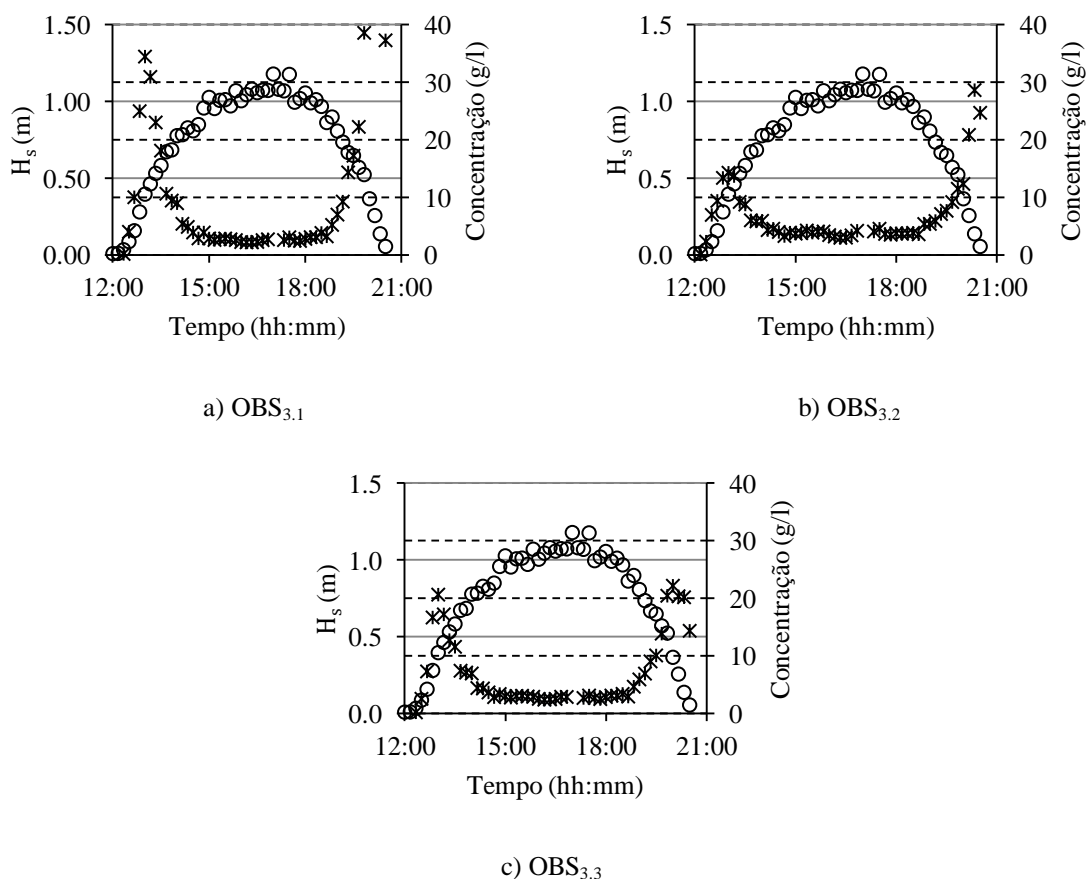 1.50
1.00
0.50
0.00
H_s (m)
40
30
20
10
0
Concentração (g/l)
12:00 15:00 18:00 21:00
Tempo (hh:mm)
a) OBS_3.1
1.50
1.00
0.50
0.00
H_s (m)
40
30
20
10
0
Concentração (g/l)
12:00 15:00 18:00 21:00
Tempo (hh:mm)
b) OBS_3.2
1.5
1.0
0.5
0.0
H_s (m)
40
30
20
10
0
Concentração (g/l)
12:00 15:00 18:00 21:00
Tempo (hh:mm)
c) OBS_3.3